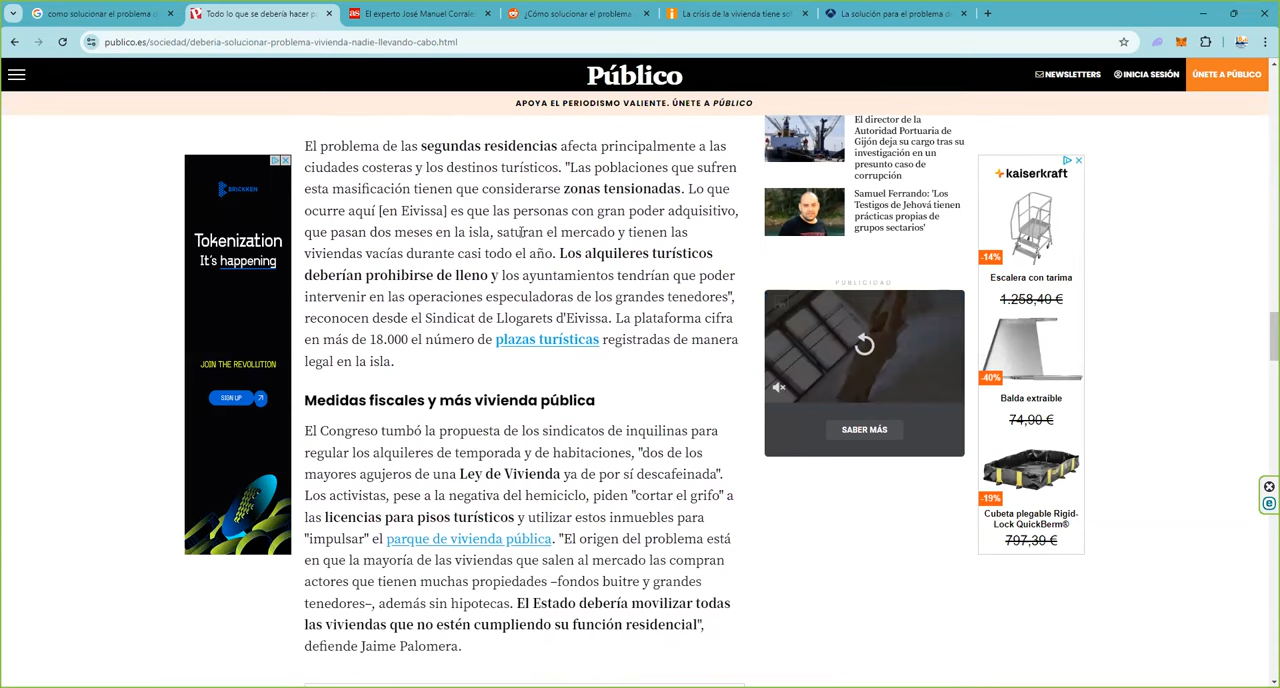 como solucionar el problema d
Todo lo que se debería hacer pa
El experto José Manuel Corrales
¿Cómo solucionar el problema
La crisis de la vivienda tiene so
La solución para el problema d
publico.es/sociedad/deberia-solucionar-problema-vivienda-nadie-llevando-cabo.html
Público
NEWSLETTERS
INICIA SESIÓN
ÚNETE A PÚBLICO
APOYA EL PERIODISMO VALIENTE. ÚNETE A PÚBLICO
El problema de las segundas residencias afecta principalmente a las
ciudades costeras y los destinos turísticos. "Las poblaciones que sufren
esta masificación tienen que considerarse zonas tensionadas. Lo que
ocurre aquí [en Eivissa] es que las personas con gran poder adquisitivo,
que pasan dos meses en la isla, saturan el mercado y tienen las
viviendas vacías durante casi todo el año. Los alquileres turísticos
deberían prohibirse de lleno y los ayuntamientos tendrían que poder
intervenir en las operaciones especuladoras de los grandes tenedores",
reconocen desde el Sindicat de Llogarets d'Eivissa. La plataforma cifra
en más de 18.000 el número de plazas turísticas registradas de manera
legal en la isla.
Medidas fiscales y más vivienda pública
El Congreso tumbó la propuesta de los sindicatos de inquilinas para
regular los alquileres de temporada y de habitaciones, "dos de los
mayores agujeros de una Ley de Vivienda ya de por sí descafeinada".
Los activistas, pese a la negativa del hemiciclo, piden "cortar el grifo" a
las licencias para pisos turísticos y utilizar estos inmuebles para
"impulsar" el parque de vivienda pública. "El origen del problema está
en que la mayoría de las viviendas que salen al mercado las compran
actores que tienen muchas propiedades –fondos buitre y grandes
tenedores–, además sin hipotecas. El Estado debería movilizar todas
las viviendas que no estén cumpliendo su función residencial",
defiende Jaime Palomera.
BRICKKEN
Tokenization
It's happening
JOIN THE REVOLUTION
SIGN UP
El director de la
Autoridad Portuaria de
Gijón deja su cargo tras su
investigación en un
presunto caso de
corrupción
Samuel Ferrando: 'Los
Testigos de Jehová tienen
prácticas propias de
grupos sectarios'
PUBLICIDAD
SABER MÁS
kaiserkraft
-14%
Escalera con tarima
1.258,40 €
-40%
Balda extraíble
74,90 €
-19%
Cubeta plegable Rigid-
Lock QuickBerm®
797,39 €